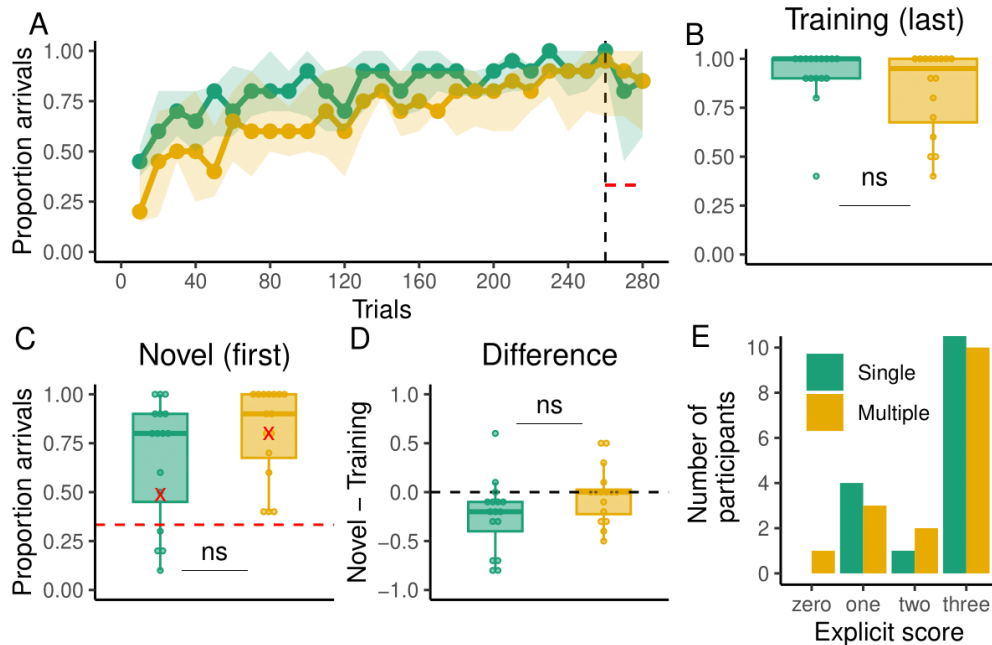 A
Proportion arrivals
1.00
0.75
0.50
0.25
0.00
0 40 80 120 160 200 240 280
Trials
B
Training (last)
1.00
0.75
0.50
0.25
0.00
ns
C
Novel (first)
Proportion arrivals
1.00
0.75
0.50
0.25
0.00
X
X
ns
D
Difference
Novel − Training
1.0
0.5
0.0
−0.5
−1.0
ns
E
Number of
participants
10
8
6
4
2
0
Single
Multiple
zero one two three
Explicit score